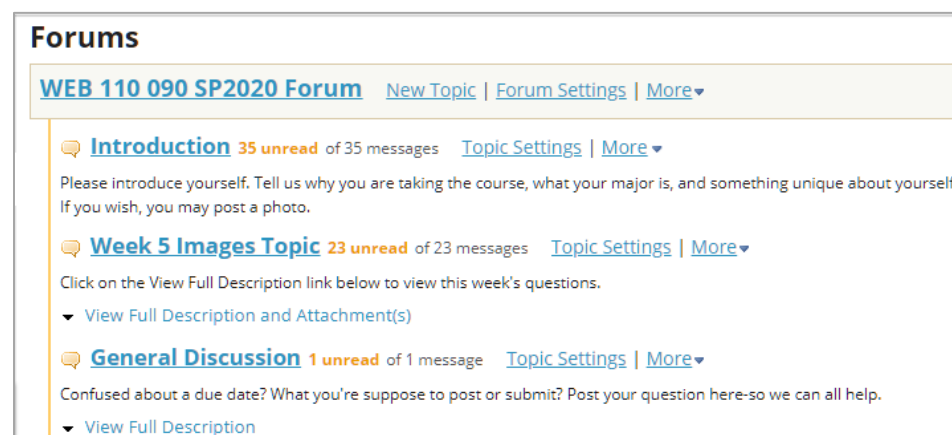 Forums
WEB 110 090 SP2020 Forum New Topic | Forum Settings | More
Introduction 35 unread of 35 messages Topic Settings | More
Please introduce yourself. Tell us why you are taking the course, what your major is, and something unique about yourself
If you wish, you may post a photo.
Week 5 Images Topic 23 unread of 23 messages Topic Settings | More
Click on the View Full Description link below to view this week's questions.
View Full Description and Attachment(s)
General Discussion 1 unread of 1 message Topic Settings | More
Confused about a due date? What you're suppose to post or submit? Post your question here-so we can all help.
View Full Description